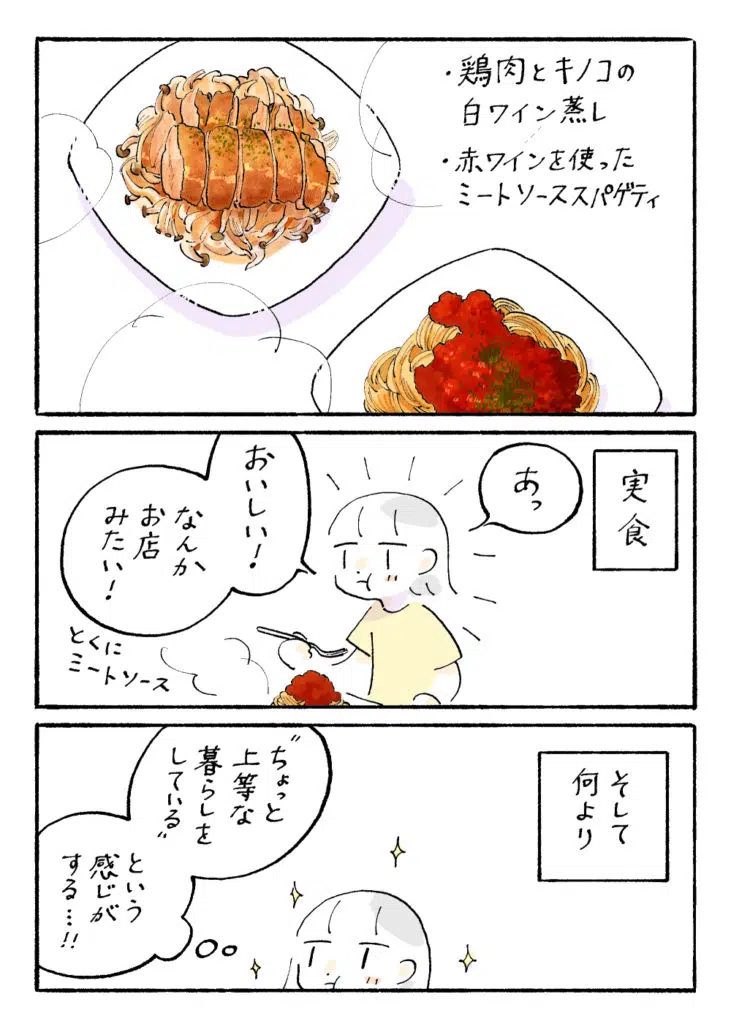 ・鶏肉とキノコの
白ワイン蒸し
・赤ワインを使った
ミートソーススパゲティ
実食
あっ
おいしい!
なんか
お店
みたい!
とくに
ミートソース
そして
何より
“ちょっと
上等な
暮らしを
している”
という
感じが
する…!!